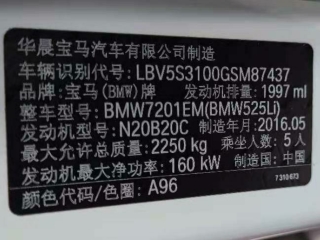 华晨宝马汽车有限公司制造
车辆识别代号: LBV5S3100GSM87437
品牌: 宝马(BMW)牌 发动机排量: 1997 ml
整车型号: BMW7201EM(BMW525Li)
发动机型号: N20B20C 制造年月: 2016.05
最大允许总质量: 2250 kg 乘坐人数: 5 人
发动机最大净功率: 160 kW 制造国: 中国
颜色代码/色圈: A96
7 310 673